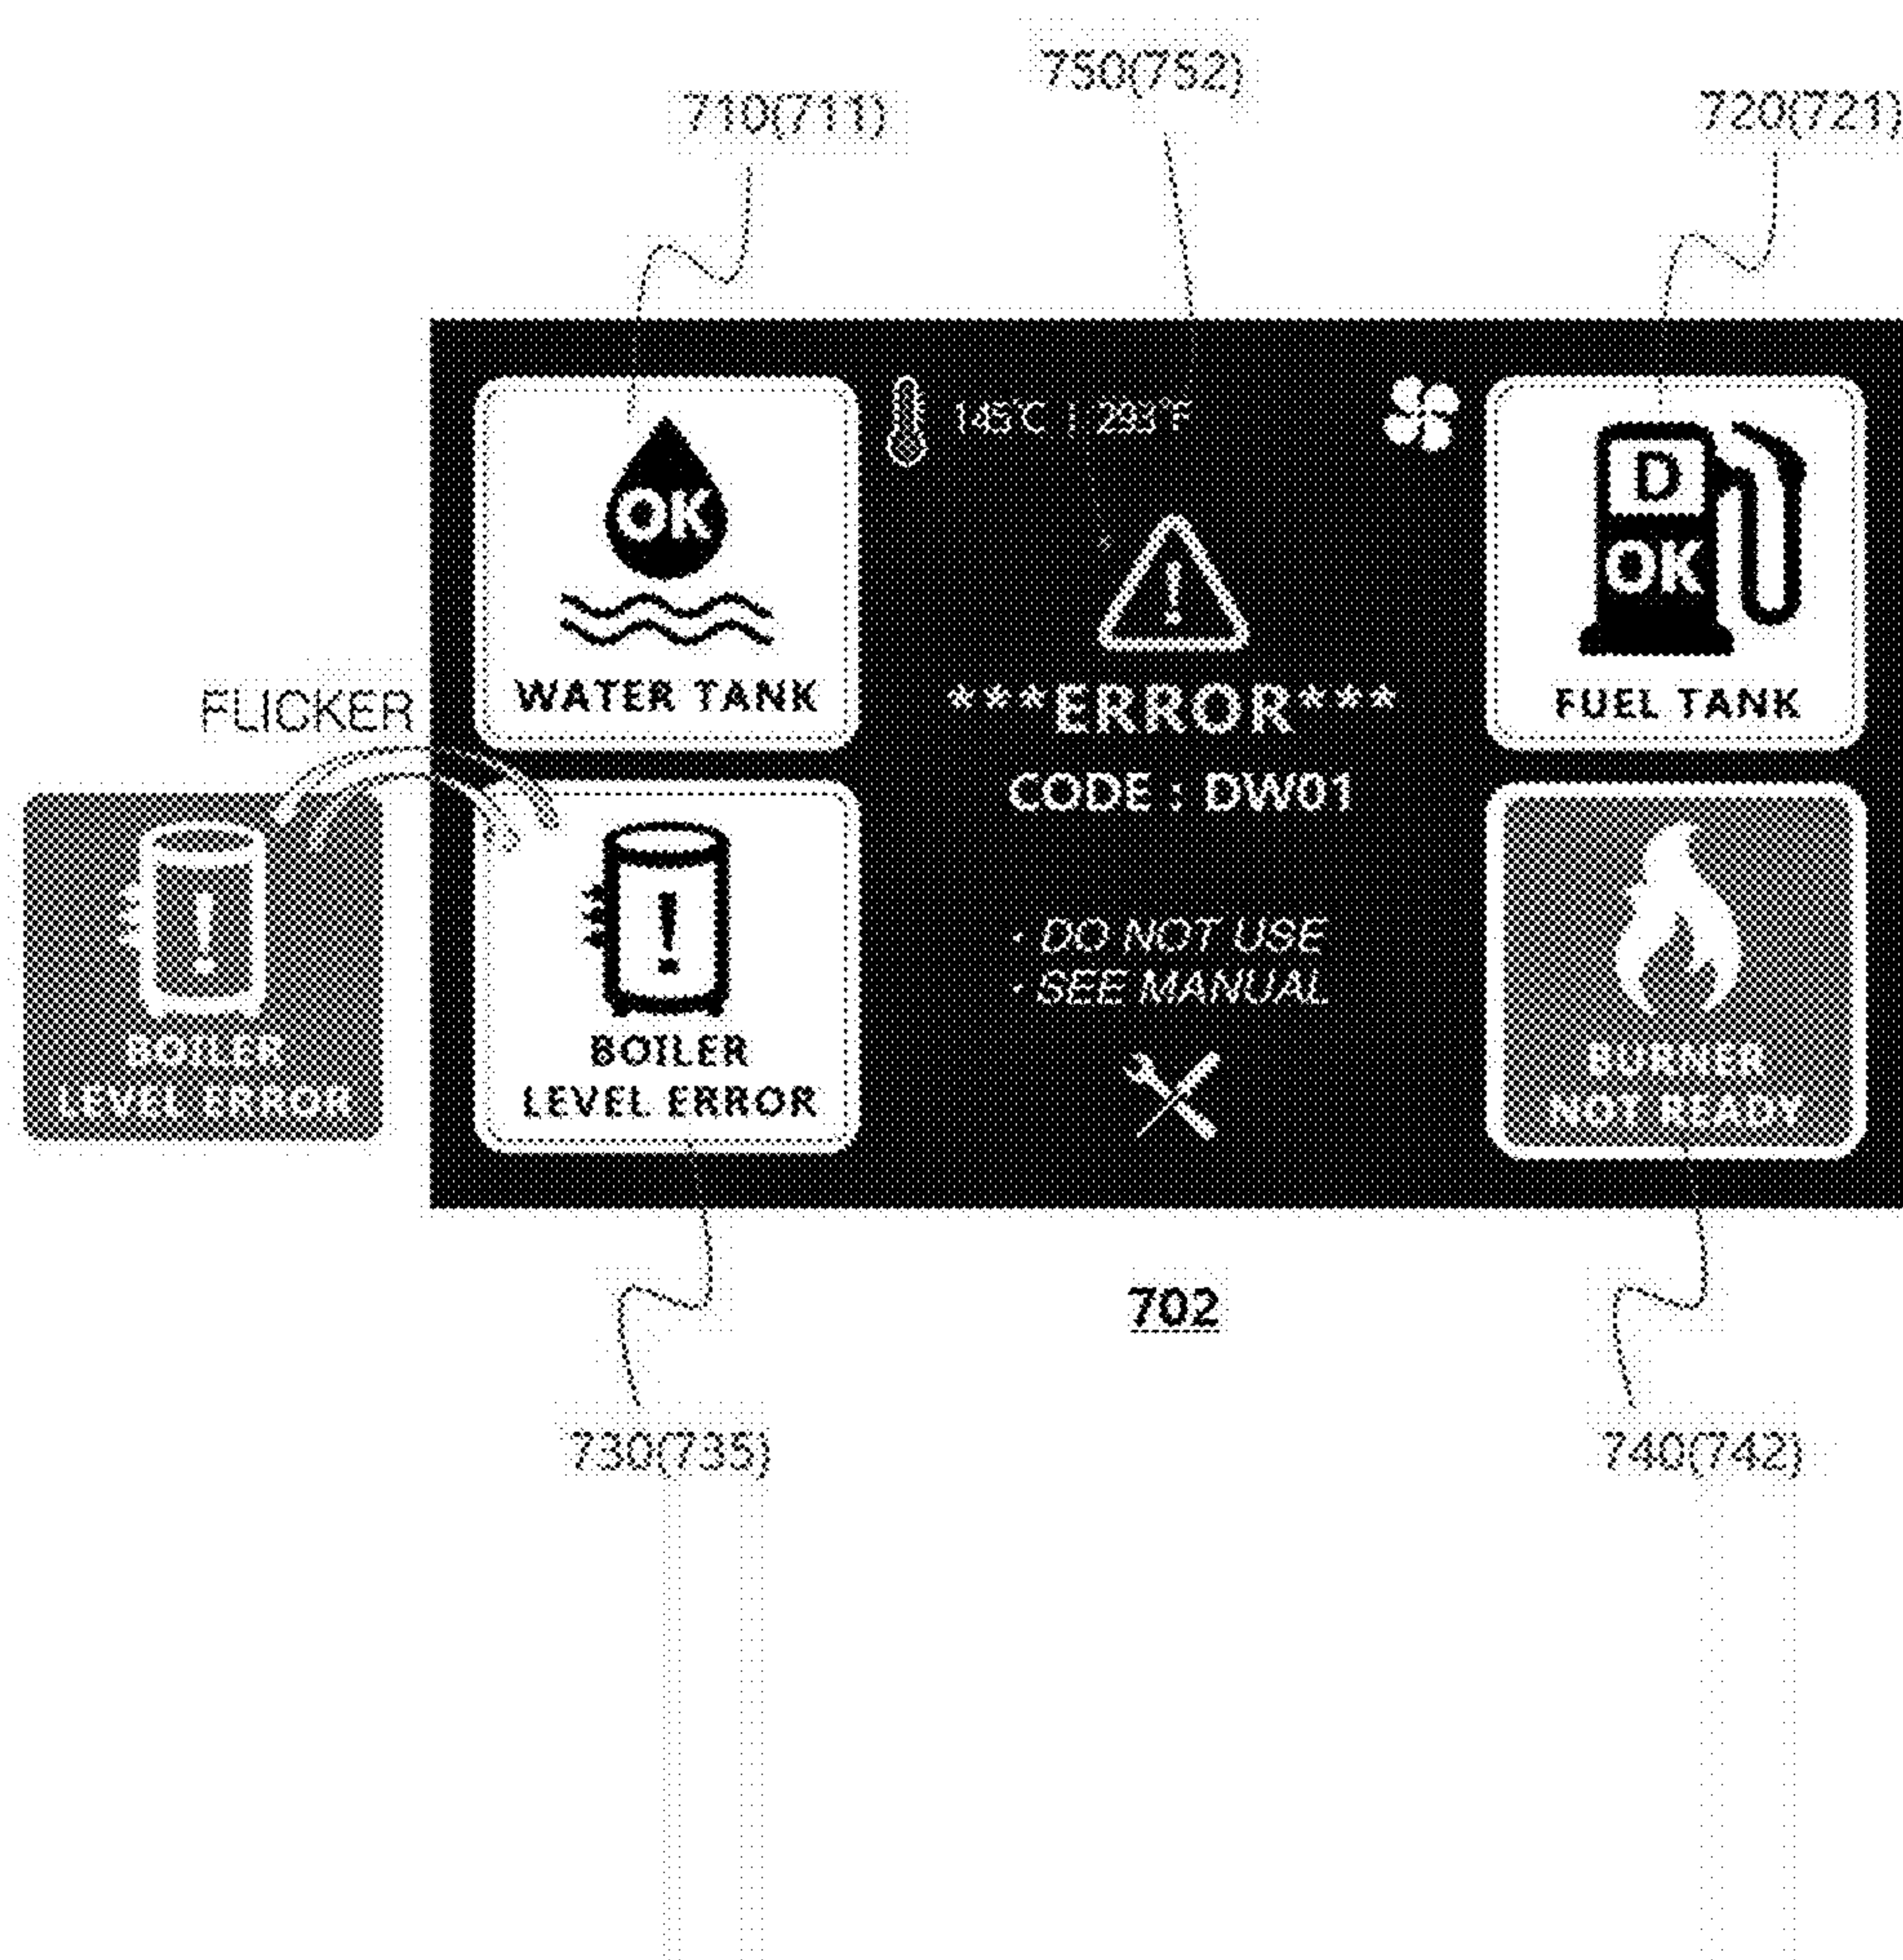 750(752)
710(711)
720(721)
145°C | 293°F
OK
WATER TANK
D
OK
FUEL TANK
!
***ERROR***
CODE : DW01
FLICKER
!
BOILER
LEVEL ERROR
!
BOILER
LEVEL ERROR
· DO NOT USE
· SEE MANUAL
BURNER
NOT READY
702
730(735)
740(742)